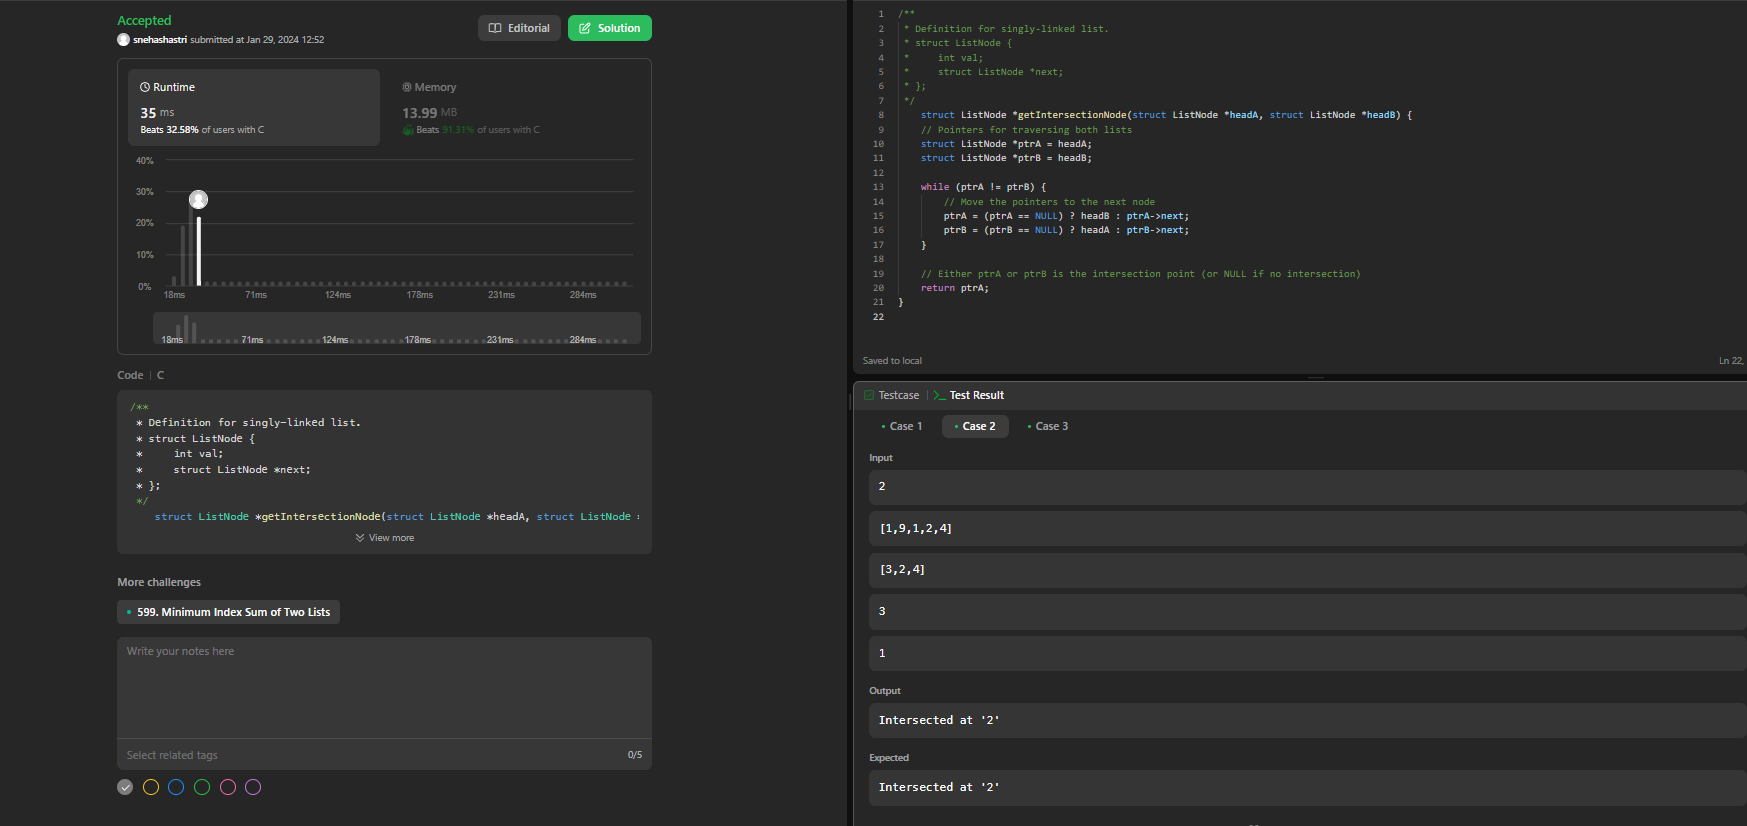 Accepted
snehashastri submitted at Jan 29, 2024 12:52
Editorial
Solution
Runtime
35 ms
Beats 32.58% of users with C
Memory
13.99 MB
Beats 91.31% of users with C
40%
30%
20%
10%
0%
18ms 71ms 124ms 178ms 231ms 284ms
18ms 71ms 124ms 178ms 231ms 284ms
Code | C
/**
* Definition for singly-linked list.
* struct ListNode {
*     int val;
*     struct ListNode *next;
* };
*/
struct ListNode *getIntersectionNode(struct ListNode *headA, struct ListNode
View more
More challenges
599. Minimum Index Sum of Two Lists
Write your notes here
Select related tags
0/5
1 /**
2 * Definition for singly-linked list.
3 * struct ListNode {
4 *     int val;
5 *     struct ListNode *next;
6 * };
7 */
8 struct ListNode *getIntersectionNode(struct ListNode *headA, struct ListNode *headB) {
9 // Pointers for traversing both lists
10 struct ListNode *ptrA = headA;
11 struct ListNode *ptrB = headB;
12
13 while (ptrA != ptrB) {
14 // Move the pointers to the next node
15 ptrA = (ptrA == NULL) ? headB : ptrA->next;
16 ptrB = (ptrB == NULL) ? headA : ptrB->next;
17 }
18
19 // Either ptrA or ptrB is the intersection point (or NULL if no intersection)
20 return ptrA;
21 }
22
Saved to local
Ln 22,
Testcase
>_ Test Result
Case 1
Case 2
Case 3
Input
2
[1,9,1,2,4]
[3,2,4]
3
1
Output
Intersected at '2'
Expected
Intersected at '2'